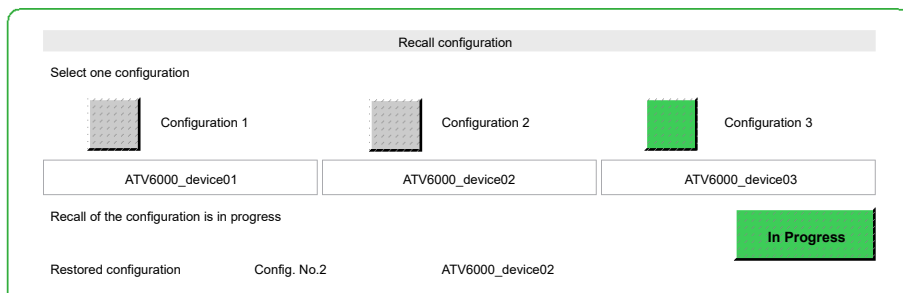 Recall configuration
Select one configuration
Configuration 1 Configuration 2 Configuration 3
ATV6000_device01 ATV6000_device02 ATV6000_device03
Recall of the configuration is in progress
In Progress
Restored configuration Config. No.2 ATV6000_device02